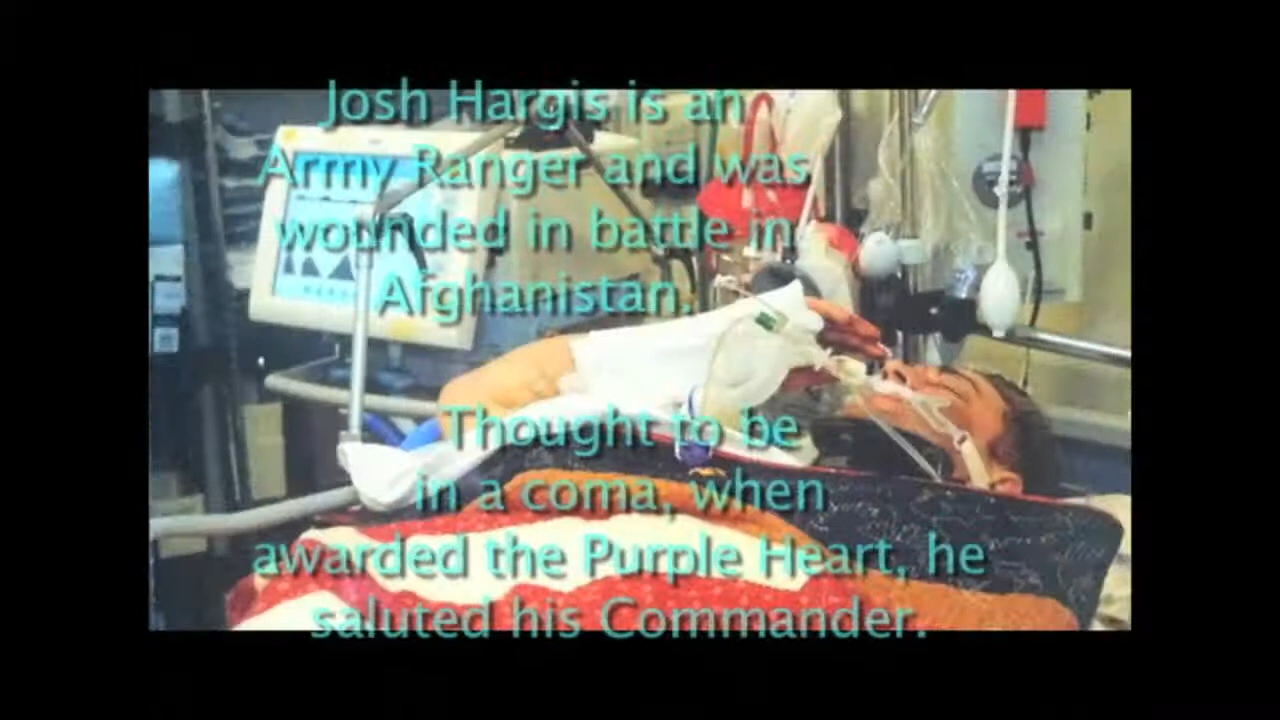 Josh Hargis is an
Army Ranger and was
wounded in battle in
Afghanistan.
Thought to be
in a coma, when
awarded the Purple Heart, he
saluted his Commander.